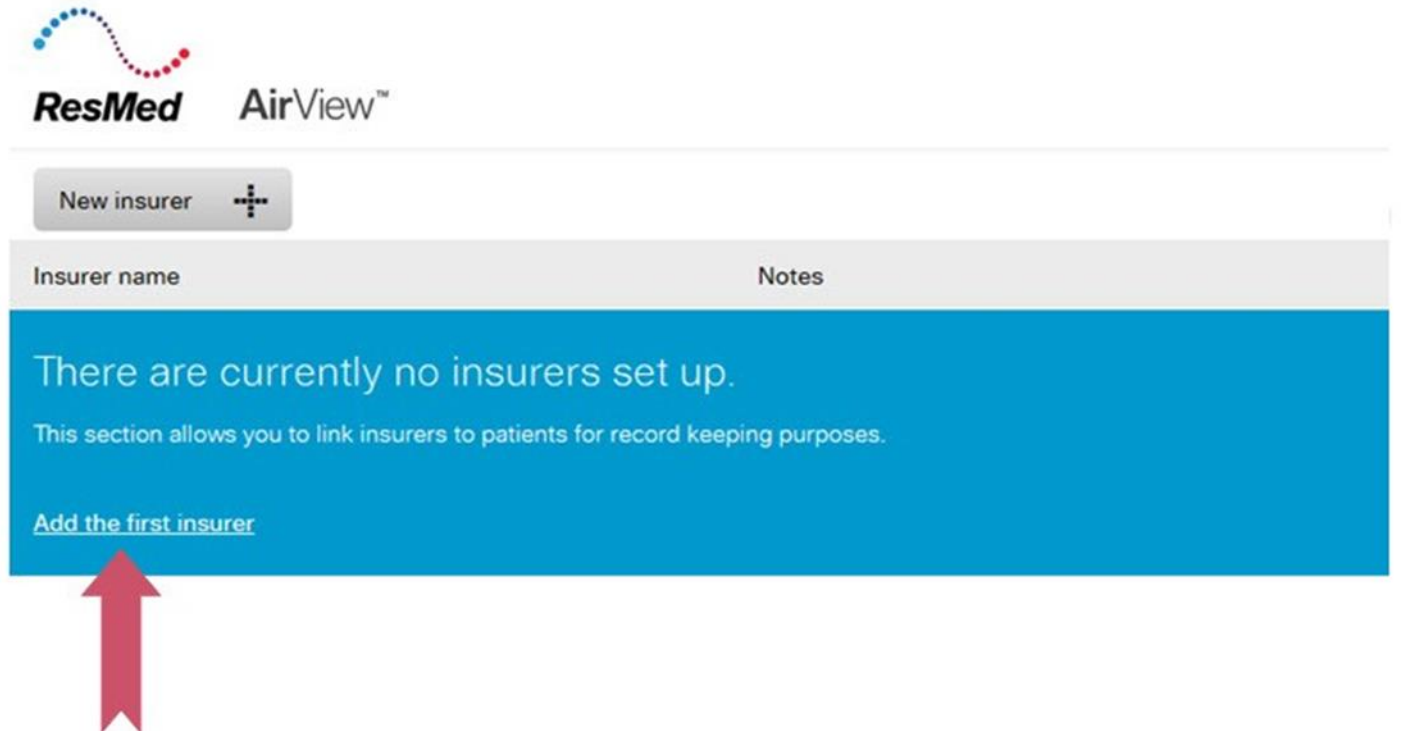 ResMed AirView™
New insurer
Insurer name Notes
There are currently no insurers set up.
This section allows you to link insurers to patients for record keeping purposes.
Add the first insurer